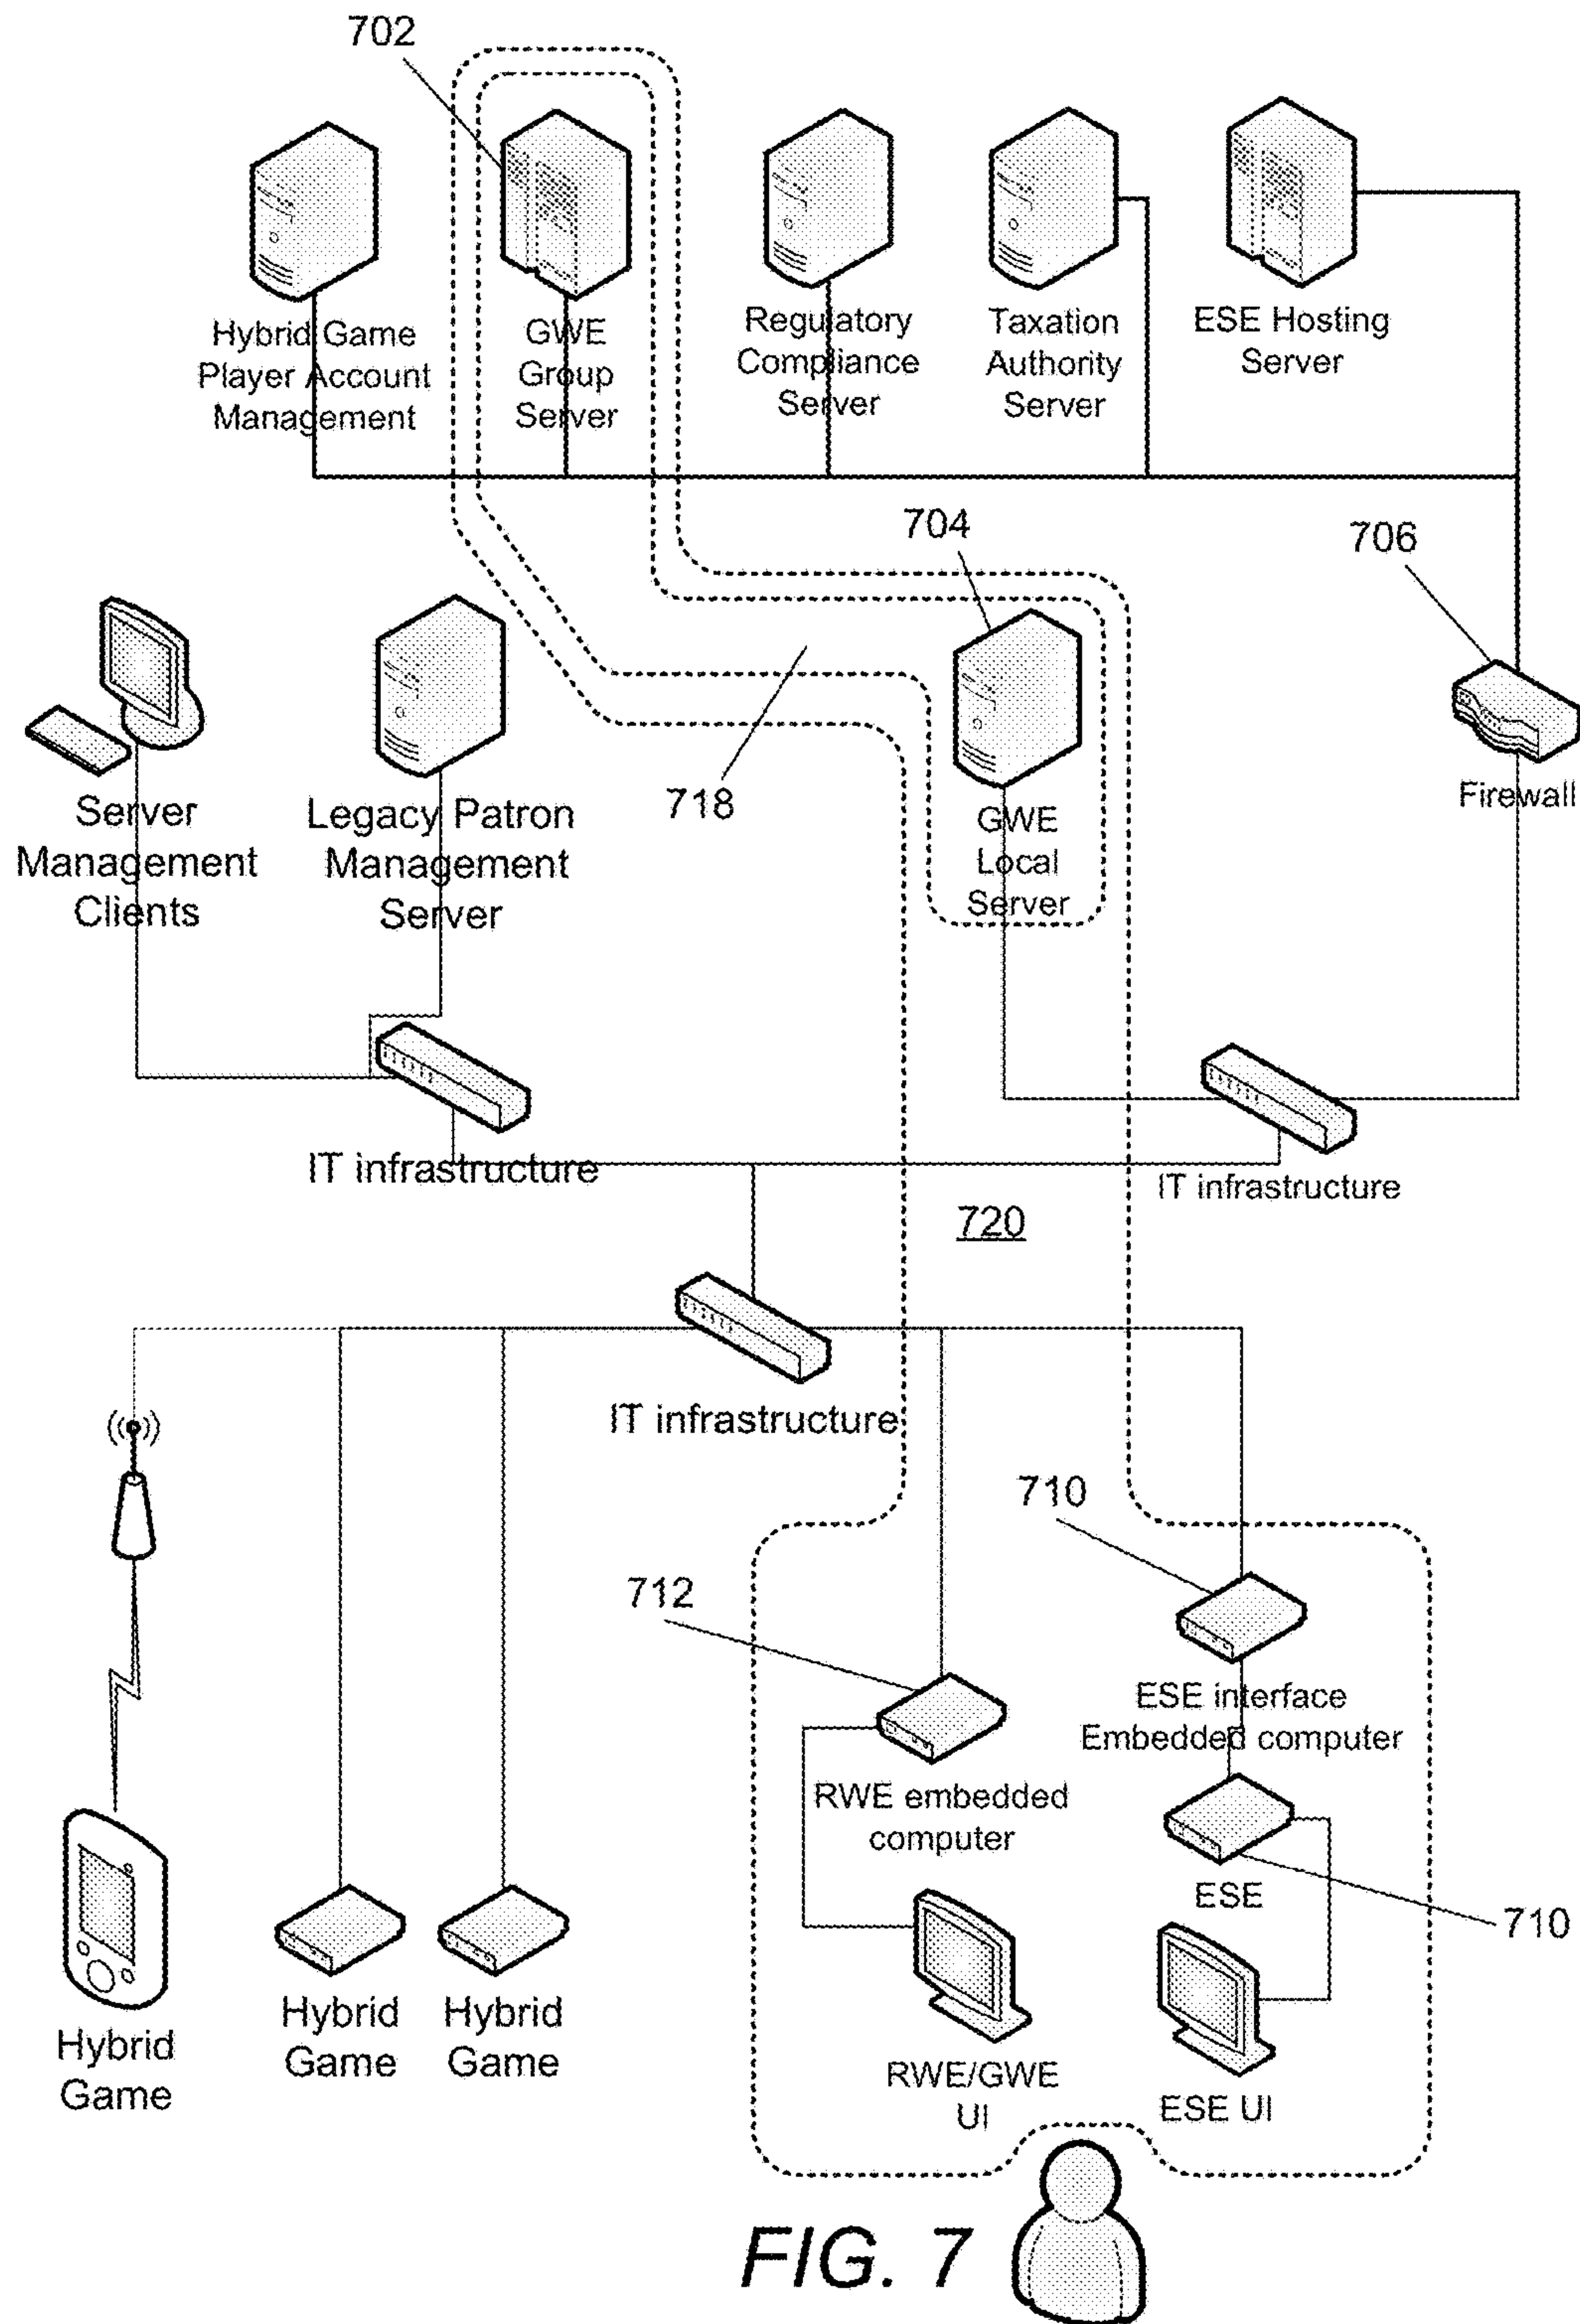 702
Hybrid Game
Player Account
Management
GWE
Group
Server
Regulatory
Compliance
Server
Taxation
Authority
Server
ESE Hosting
Server
704
706
Server
Management
Clients
Legacy Patron
Management
Server
718
GWE
Local
Server
Firewall
IT infrastructure
IT infrastructure
720
IT infrastructure
710
712
ESE interface
Embedded computer
RWE embedded
computer
ESE
710
Hybrid
Game
Hybrid
Game
Hybrid
Game
RWE/GWE
UI
ESE UI
FIG. 7